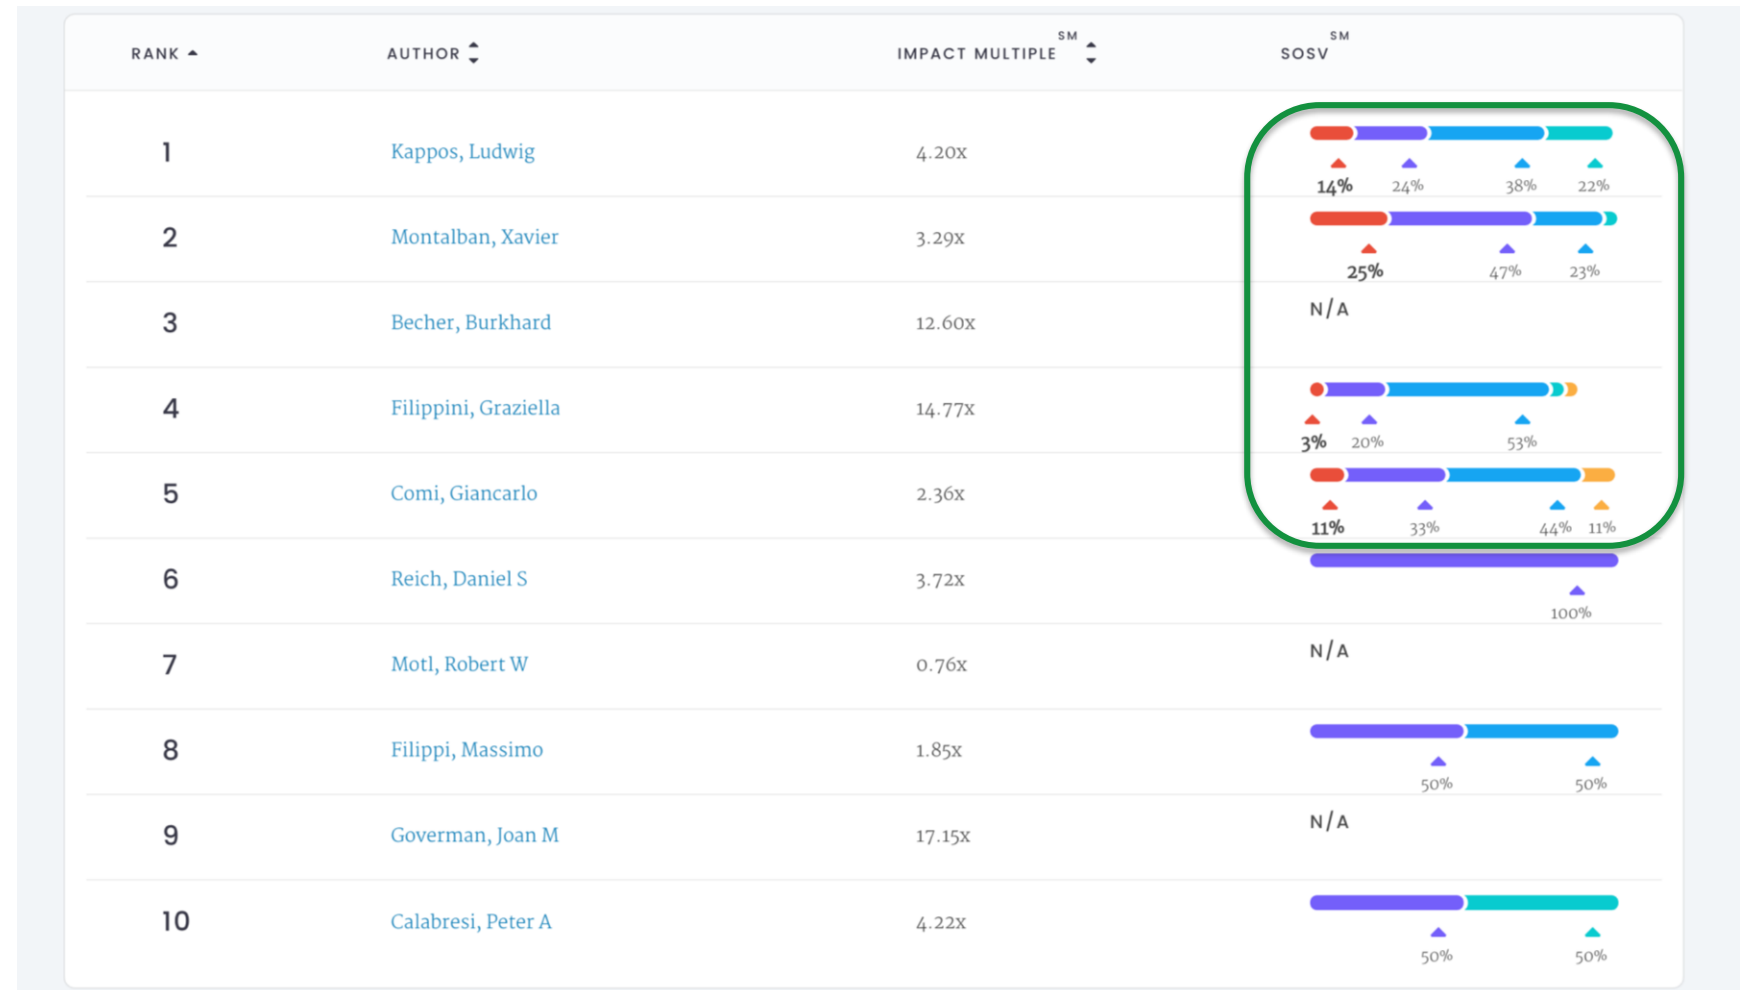 RANK AUTHOR IMPACT MULTIPLE SM SOSV SM
1 Kappos, Ludwig 4.20x
14% 24% 38% 22%
2 Montalban, Xavier 3.29x
25% 47% 23%
3 Becher, Burkhard 12.60x N/A
4 Filippini, Graziella 14.77x
3% 20% 53%
5 Comi, Giancarlo 2.36x
11% 33% 44% 11%
6 Reich, Daniel S 3.72x
100%
7 Motl, Robert W 0.76x N/A
8 Filippi, Massimo 1.85x
50% 50%
9 Goverman, Joan M 17.15x N/A
10 Calabresi, Peter A 4.22x
50% 50%